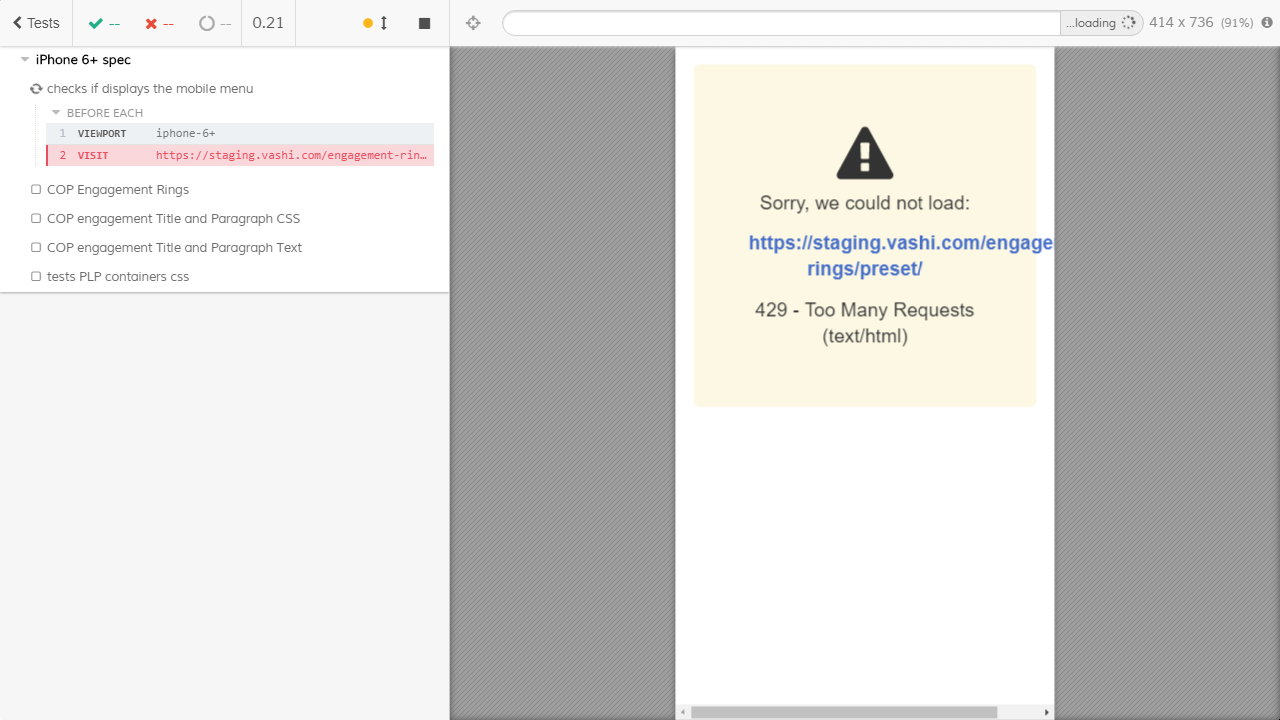 Tests
--
--
--
0.21
...loading
414 x 736 (91%)
iPhone 6+ spec
checks if displays the mobile menu
BEFORE EACH
1 VIEWPORT iphone-6+
2 VISIT https://staging.vashi.com/engagement-rin…
COP Engagement Rings
COP engagement Title and Paragraph CSS
COP engagement Title and Paragraph Text
tests PLP containers css
Sorry, we could not load:
https://staging.vashi.com/engage
rings/preset/
429 - Too Many Requests
(text/html)